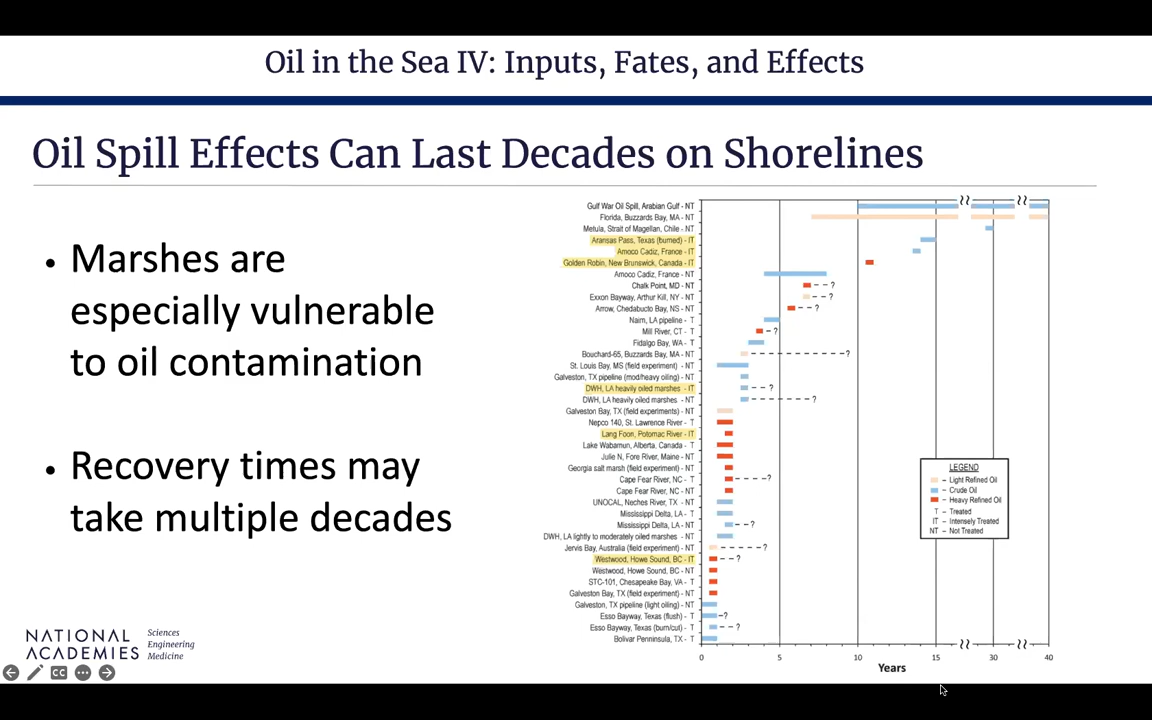 Oil in the Sea IV: Inputs, Fates, and Effects
Oil Spill Effects Can Last Decades on Shorelines
• Marshes are
especially vulnerable
to oil contamination
• Recovery times may
take multiple decades
Gulf War Oil Spill, Arabian Gulf - NT
Florida, Buzzards Bay, MA - NT
Metula, Strait of Magellan, Chile - NT
Aransas Pass, Texas (burned) - IT
Amoco Cadiz, France - IT
Golden Robin, New Brunswick, Canada - IT
Amoco Cadiz, France - NT
Chalk Point, MD - NT
Exxon Bayway, Arthur Kill, NY - NT
Arrow, Chedabucto Bay, NS - NT
Nairn, LA pipeline - T
Mill River, CT - T
Fidalgo Bay, WA - T
Bouchard-65, Buzzards Bay, MA - NT
St. Louis Bay, MS (field experiment) - NT
Galveston, TX pipeline (mod/heavy oiling) - NT
DWH, LA heavily oiled marshes - IT
DWH, LA heavily oiled marshes - NT
Galveston Bay, TX (field experiments) - NT
Nepco 140, St. Lawrence River - T
Lang Foon, Potomac River - IT
Lake Wabamun, Alberta, Canada - T
Julie N, Fore River, Maine - NT
Georgia salt marsh (field experiment) - NT
Cape Fear River, NC - T
Cape Fear River, NC - NT
UNOCAL, Neches River, TX - NT
Mississippi Delta, LA - T
Mississippi Delta, LA - NT
DWH, LA lightly to moderately oiled marshes - NT
Jervis Bay, Australia (field experiment) - NT
Westwood, Howe Sound, BC - IT
Westwood, Howe Sound, BC - NT
STC-101, Chesapeake Bay, VA - T
Galveston Bay, TX (field experiment) - NT
Galveston, TX pipeline (light oiling) - NT
Esso Bayway, Texas (flush) - T
Esso Bayway, Texas (burn/cut) - T
Bolivar Penninsula, TX - T
?
?
?
?
?
?
?
?
?
?
?
?
?
LEGEND
– Light Refined Oil
– Crude Oil
– Heavy Refined Oil
T – Treated
IT – Intensely Treated
NT – Not Treated
0 5 10 15 30 40
Years
NATIONAL
ACADEMIES
Sciences
Engineering
Medicine
CC